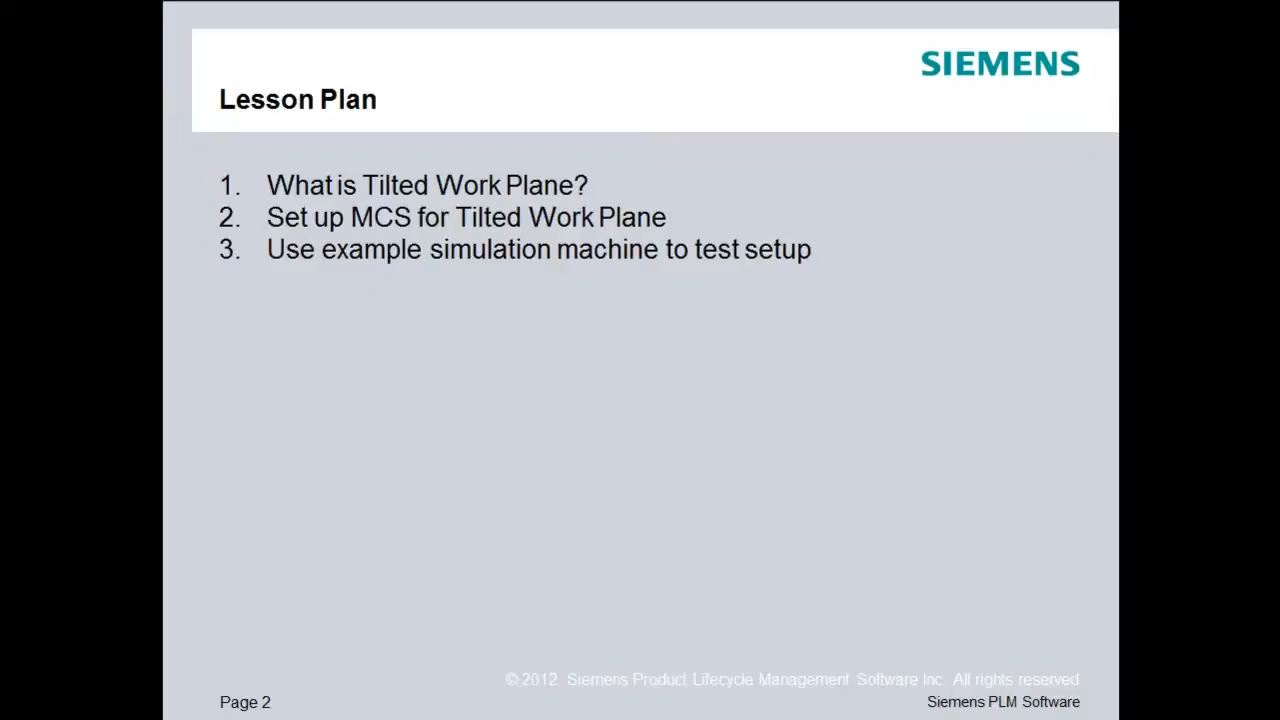 SIEMENS
Lesson Plan
1. What is Tilted Work Plane?
2. Set up MCS for Tilted Work Plane
3. Use example simulation machine to test setup
© 2012 Siemens Product Lifecycle Management Software Inc. All rights reserved
Page 2
Siemens PLM Software